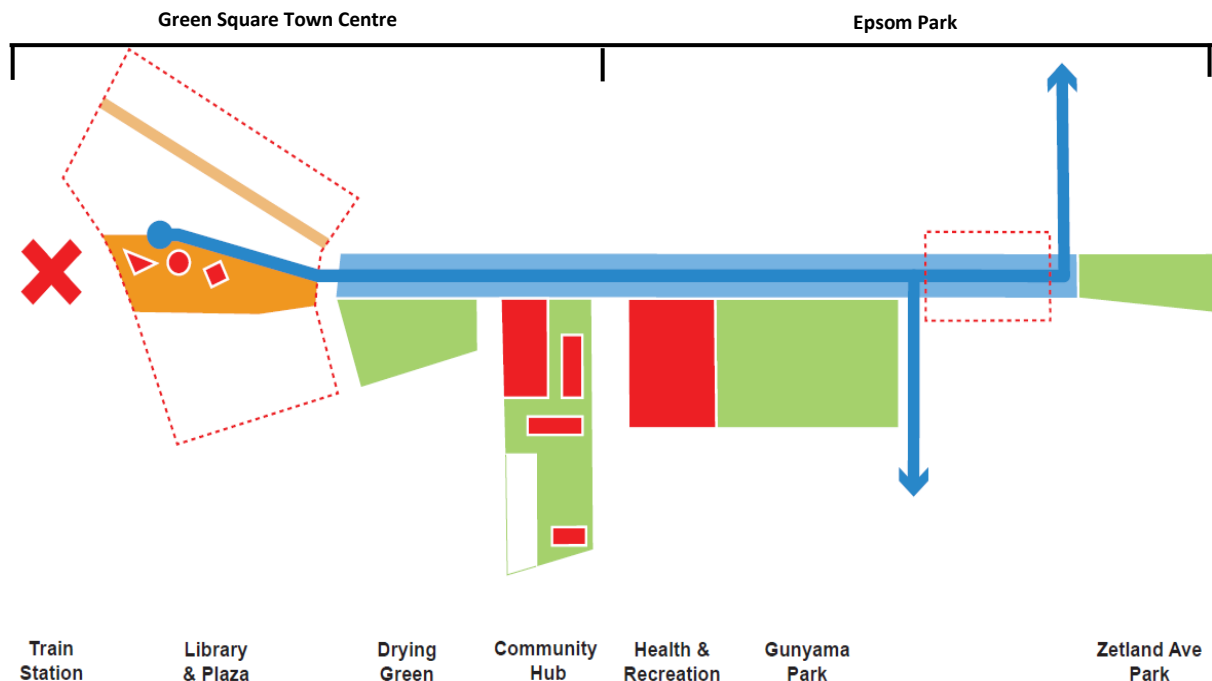 Green Square Town Centre
Epsom Park
Train
Station
Library
& Plaza
Drying
Green
Community
Hub
Health &
Recreation
Gunyama
Park
Zetland Ave
Park